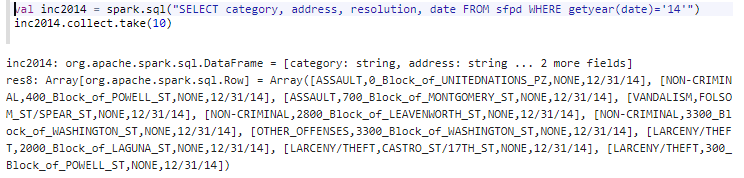 val inc2014 = spark.sql("SELECT category, address, resolution, date FROM sfpd WHERE getyear(date)='14'")
inc2014.collect.take(10)
inc2014: org.apache.spark.sql.DataFrame = [category: string, address: string ... 2 more fields]
res8: Array[org.apache.spark.sql.Row] = Array([ASSAULT,0_Block_of_UNITEDNATIONS_PZ,NONE,12/31/14], [NON-CRIMIN
AL,400_Block_of_POWELL_ST,NONE,12/31/14], [ASSAULT,700_Block_of_MONTGOMERY_ST,NONE,12/31/14], [VANDALISM,FOLSO
M_ST/SPEAR_ST,NONE,12/31/14], [NON-CRIMINAL,2800_Block_of_LEAVENWORTH_ST,NONE,12/31/14], [NON-CRIMINAL,3300_Bl
ock_of_WASHINGTON_ST,NONE,12/31/14], [OTHER_OFFENSES,3300_Block_of_WASHINGTON_ST,NONE,12/31/14], [LARCENY/THEF
T,2000_Block_of_LAGUNA_ST,NONE,12/31/14], [LARCENY/THEFT,CASTRO_ST/17TH_ST,NONE,12/31/14], [LARCENY/THEFT,300_
Block_of_POWELL_ST,NONE,12/31/14])